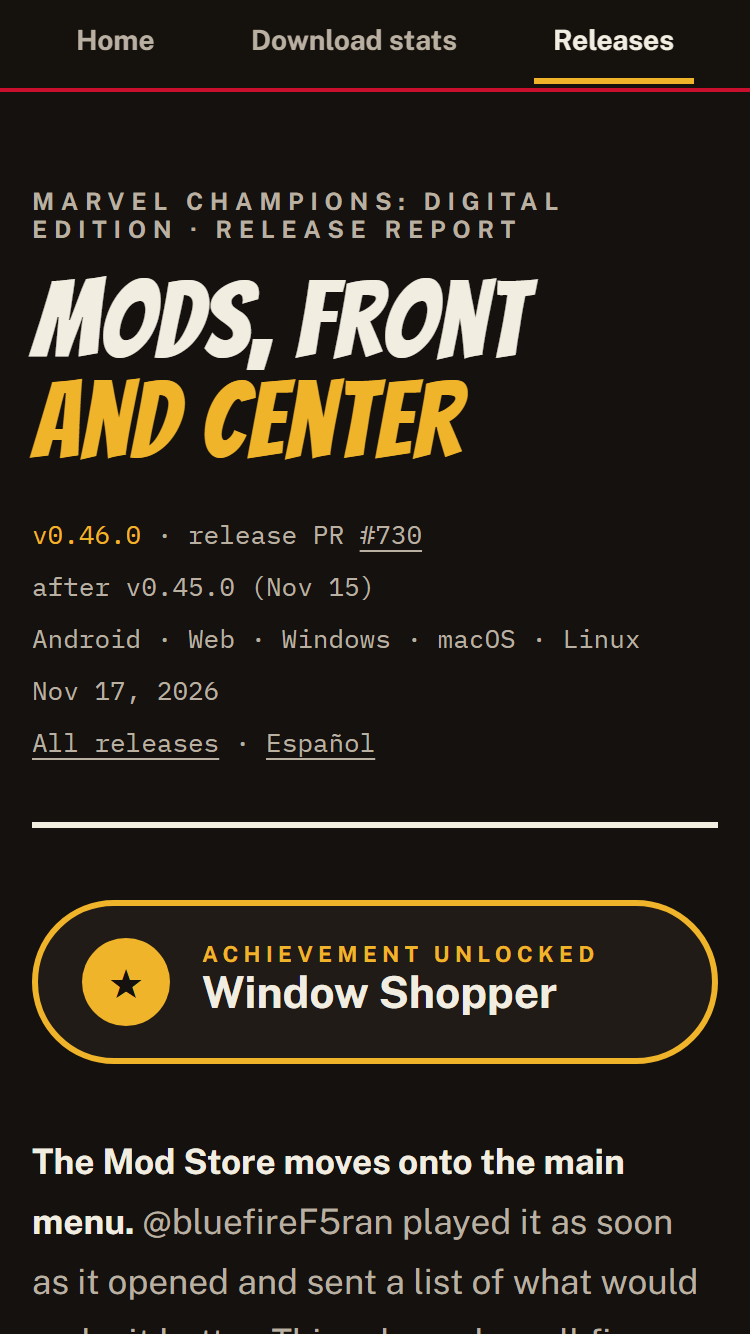 Home Download stats Releases
MARVEL CHAMPIONS: DIGITAL
EDITION · RELEASE REPORT
MODS, FRONT
AND CENTER
v0.46.0 · release PR #730
after v0.45.0 (Nov 15)
Android · Web · Windows · macOS · Linux
Nov 17, 2026
All releases · Español
ACHIEVEMENT UNLOCKED
Window Shopper
The Mod Store moves onto the main
menu. @bluefireF5ran played it as soon
as it opened and sent a list of what would